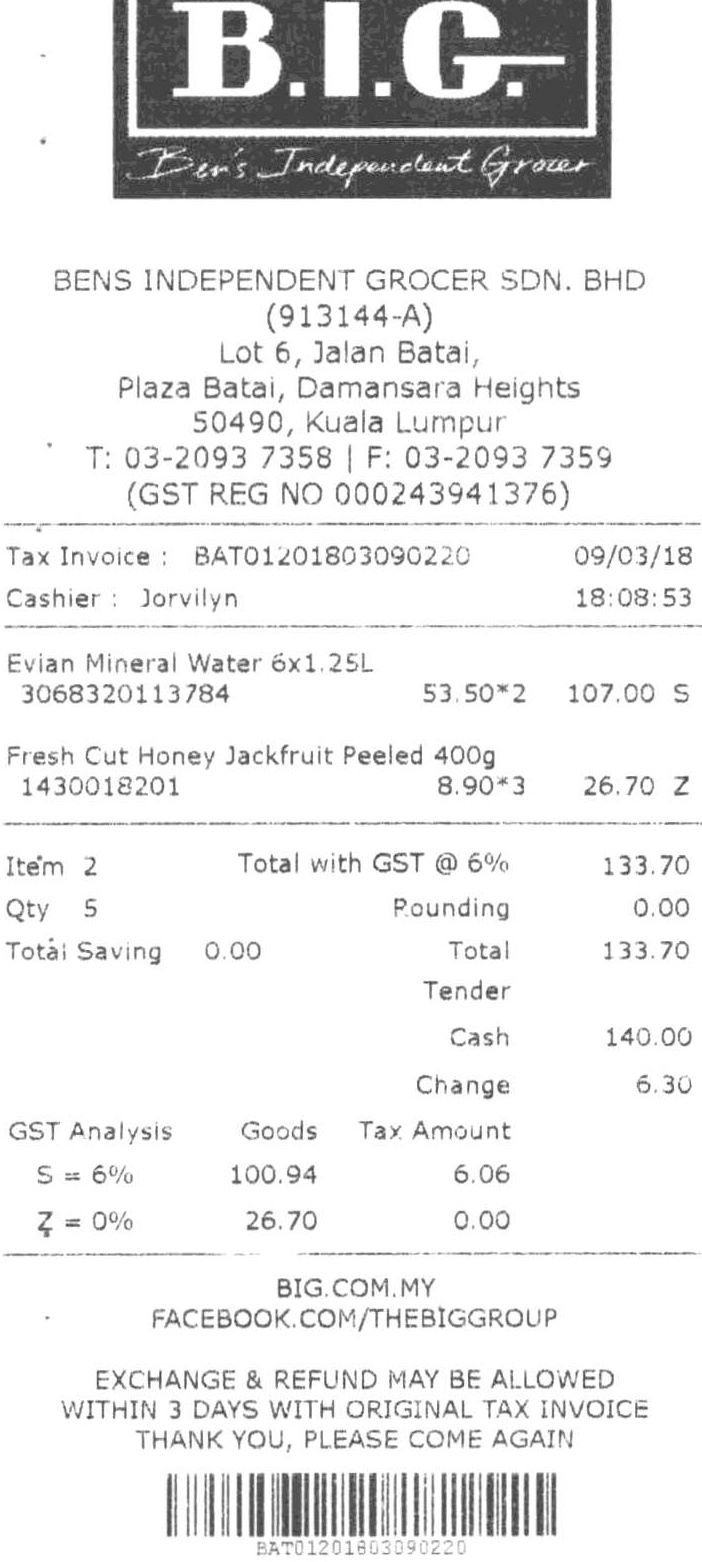 B.I.G.
Ben's Independent Grocer
BENS INDEPENDENT GROCER SDN. BHD
(913144-A)
Lot 6, Jalan Batai,
Plaza Batai, Damansara Heights
50490, Kuala Lumpur
T: 03-2093 7358 | F: 03-2093 7359
(GST REG NO 000243941376)
Tax Invoice : BAT01201803090220 09/03/18
Cashier : Jorvilyn 18:08:53
Evian Mineral Water 6x1.25L
3068320113784 53.50*2 107.00 S
Fresh Cut Honey Jackfruit Peeled 400g
1430018201 8.90*3 26.70 Z
Item 2 Total with GST @ 6% 133.70
Qty 5 Rounding 0.00
Total Saving 0.00 Total 133.70
Tender
Cash 140.00
Change 6.30
GST Analysis Goods Tax Amount
S = 6% 100.94 6.06
Z = 0% 26.70 0.00
BIG.COM.MY
FACEBOOK.COM/THEBIGGROUP
EXCHANGE & REFUND MAY BE ALLOWED
WITHIN 3 DAYS WITH ORIGINAL TAX INVOICE
THANK YOU, PLEASE COME AGAIN
BAT01201803090220